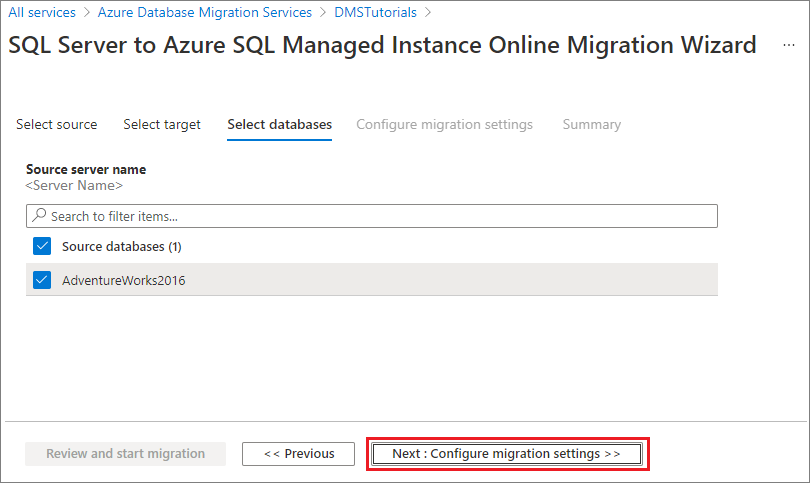 All services > Azure Database Migration Services > DMSTutorials >
SQL Server to Azure SQL Managed Instance Online Migration Wizard ...
Select source Select target Select databases Configure migration settings Summary
Source server name
<Server Name>
Search to filter items...
Source databases (1)
AdventureWorks2016
Review and start migration << Previous Next : Configure migration settings >>